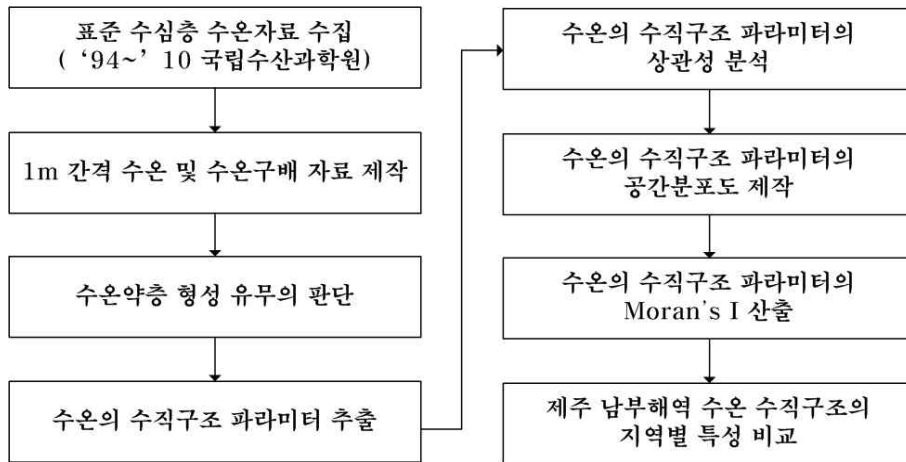 표준 수심층 수온자료 수집
( ‘94~’ 10 국립수산과학원)
1m 간격 수온 및 수온구배 자료 제작
수온약층 형성 유무의 판단
수온의 수직구조 파라미터 추출
수온의 수직구조 파라미터의
상관성 분석
수온의 수직구조 파라미터의
공간분포도 제작
수온의 수직구조 파라미터의
Moran's I 산출
제주 남부해역 수온 수직구조의
지역별 특성 비교